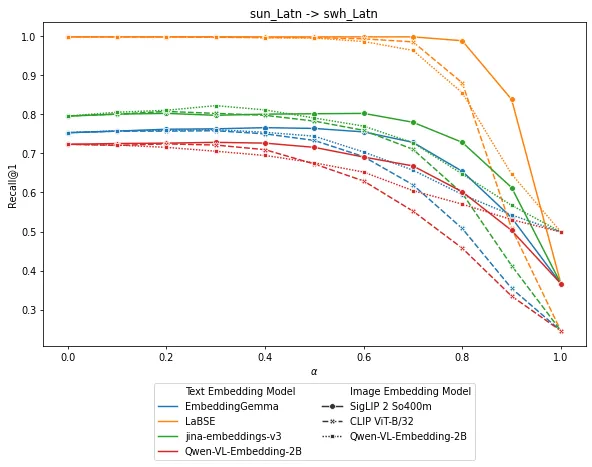 sun_Latn -> swh_Latn
1.0
0.9
0.8
0.7
0.6
0.5
0.4
0.3
Recall@1
0.0 0.2 0.4 0.6 0.8 1.0
α
Text Embedding Model Image Embedding Model
EmbeddingGemma SigLIP 2 So400m
LaBSE CLIP ViT-B/32
jina-embeddings-v3 Qwen-VL-Embedding-2B
Qwen-VL-Embedding-2B